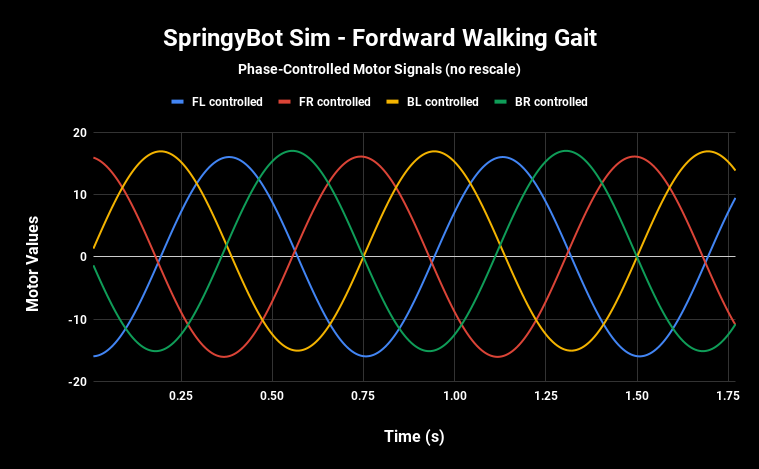 SpringyBot Sim - Fordward Walking Gait
Phase-Controlled Motor Signals (no rescale)
FL controlled FR controlled BL controlled BR controlled
Motor Values
20
10
0
-10
-20
0.25 0.50 0.75 1.00 1.25 1.50 1.75
Time (s)